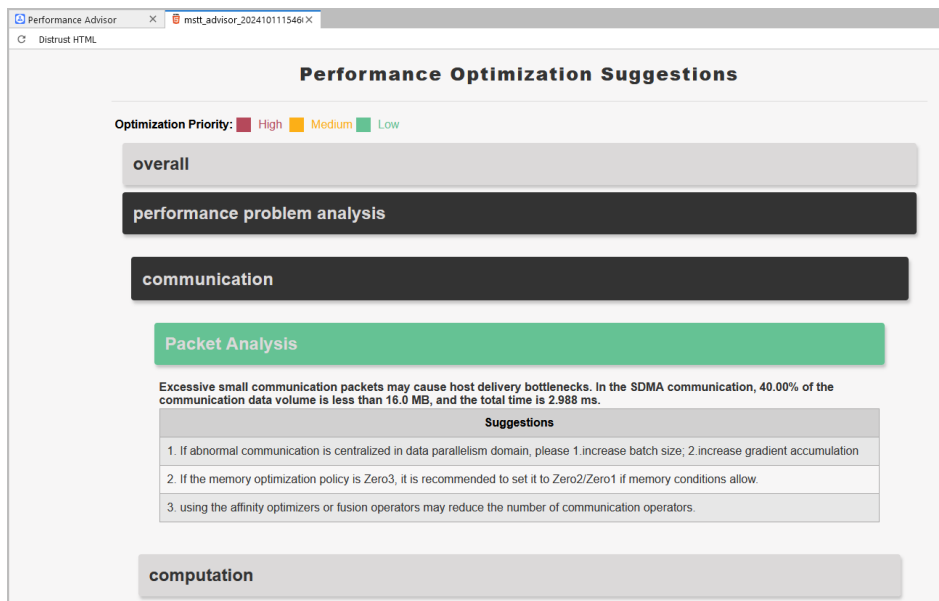 Performance Advisor
mstt_advisor_202410111546
Distrust HTML
Performance Optimization Suggestions
Optimization Priority: High Medium Low
overall
performance problem analysis
communication
Packet Analysis
Excessive small communication packets may cause host delivery bottlenecks. In the SDMA communication, 40.00% of the
communication data volume is less than 16.0 MB, and the total time is 2.988 ms.
Suggestions
1. If abnormal communication is centralized in data parallelism domain, please 1.increase batch size; 2.increase gradient accumulation
2. If the memory optimization policy is Zero3, it is recommended to set it to Zero2/Zero1 if memory conditions allow.
3. using the affinity optimizers or fusion operators may reduce the number of communication operators.
computation